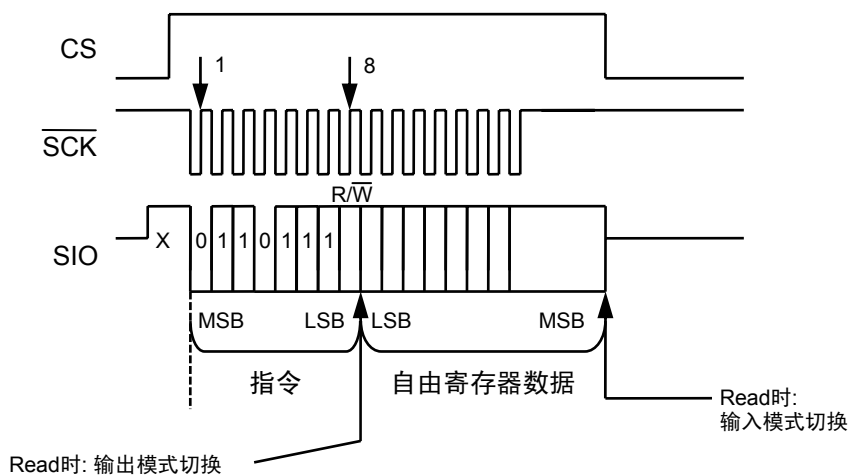 CS
1 8
SCK
R/W
SIO
X 0 1 1 0 1 1 1
MSB LSB LSB MSB
指令 自由寄存器数据
Read时:
输入模式切换
Read时: 输出模式切换